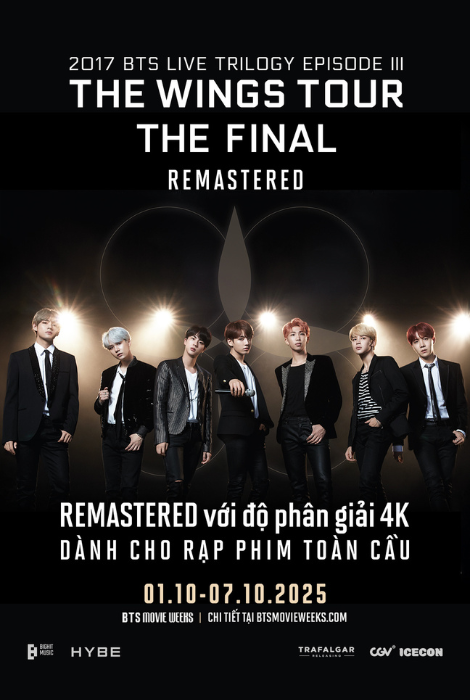 2017 BTS LIVE TRILOGY EPISODE III
THE WINGS TOUR
THE FINAL
REMASTERED
REMASTERED với độ phân giải 4K
DÀNH CHO RẠP PHIM TOÀN CẦU
01.10-07.10.2025
BTS MOVIE WEEKS | CHI TIẾT TẠI BTSMOVIEWEEKS.COM
BIGHIT MUSIC HYBE TRAFALGAR RELEASING CGV ICECON